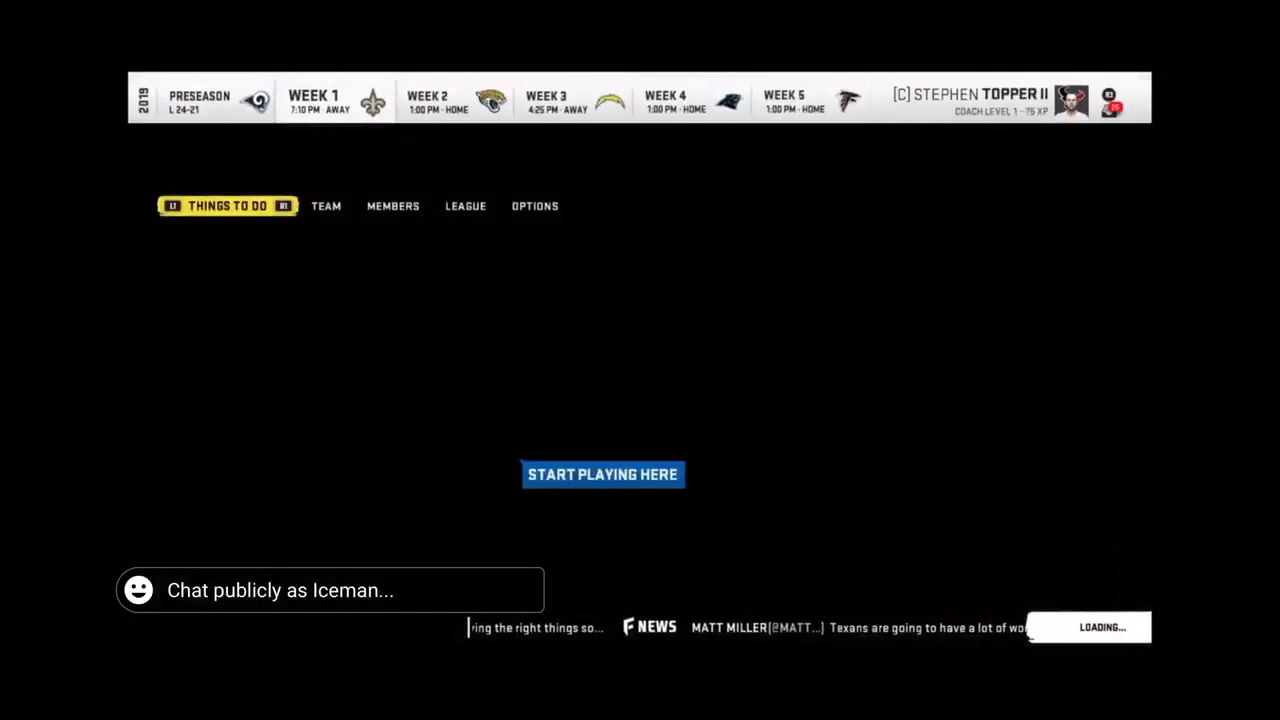 2019
PRESEASON
L 24-21
WEEK 1
7:10 PM · AWAY
WEEK 2
1:00 PM · HOME
WEEK 3
4:25 PM · AWAY
WEEK 4
1:00 PM · HOME
WEEK 5
1:00 PM · HOME
[C] STEPHEN TOPPER II
COACH LEVEL 1 - 75 XP
R3
L1 THINGS TO DO R1 TEAM MEMBERS LEAGUE OPTIONS
START PLAYING HERE
Chat publicly as Iceman...
ring the right things so... NEWS MATT MILLER[@MATT...] Texans are going to have a lot of
LOADING...